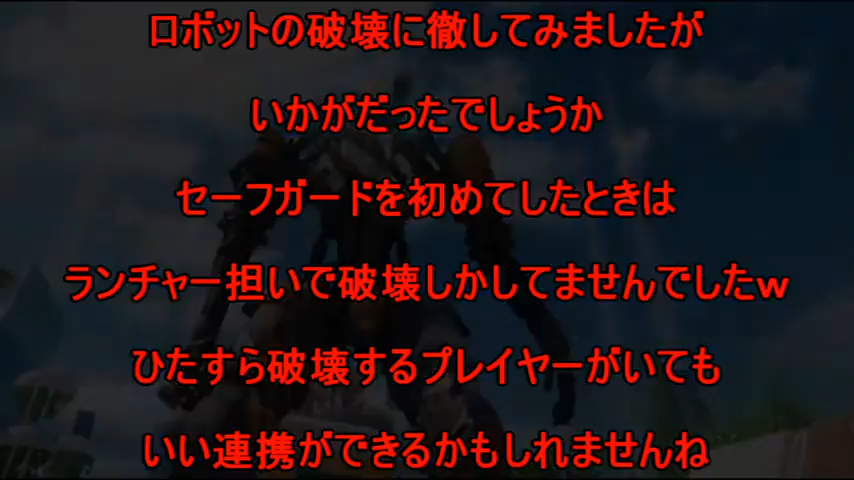 ロボットの破壊に徹してみましたが
いかがだったでしょうか
セーフガードを初めてしたときは
ランチャー担いで破壊しかしてませんでしたｗ
ひたすら破壊するプレイヤーがいても
いい連携ができるかもしれませんね